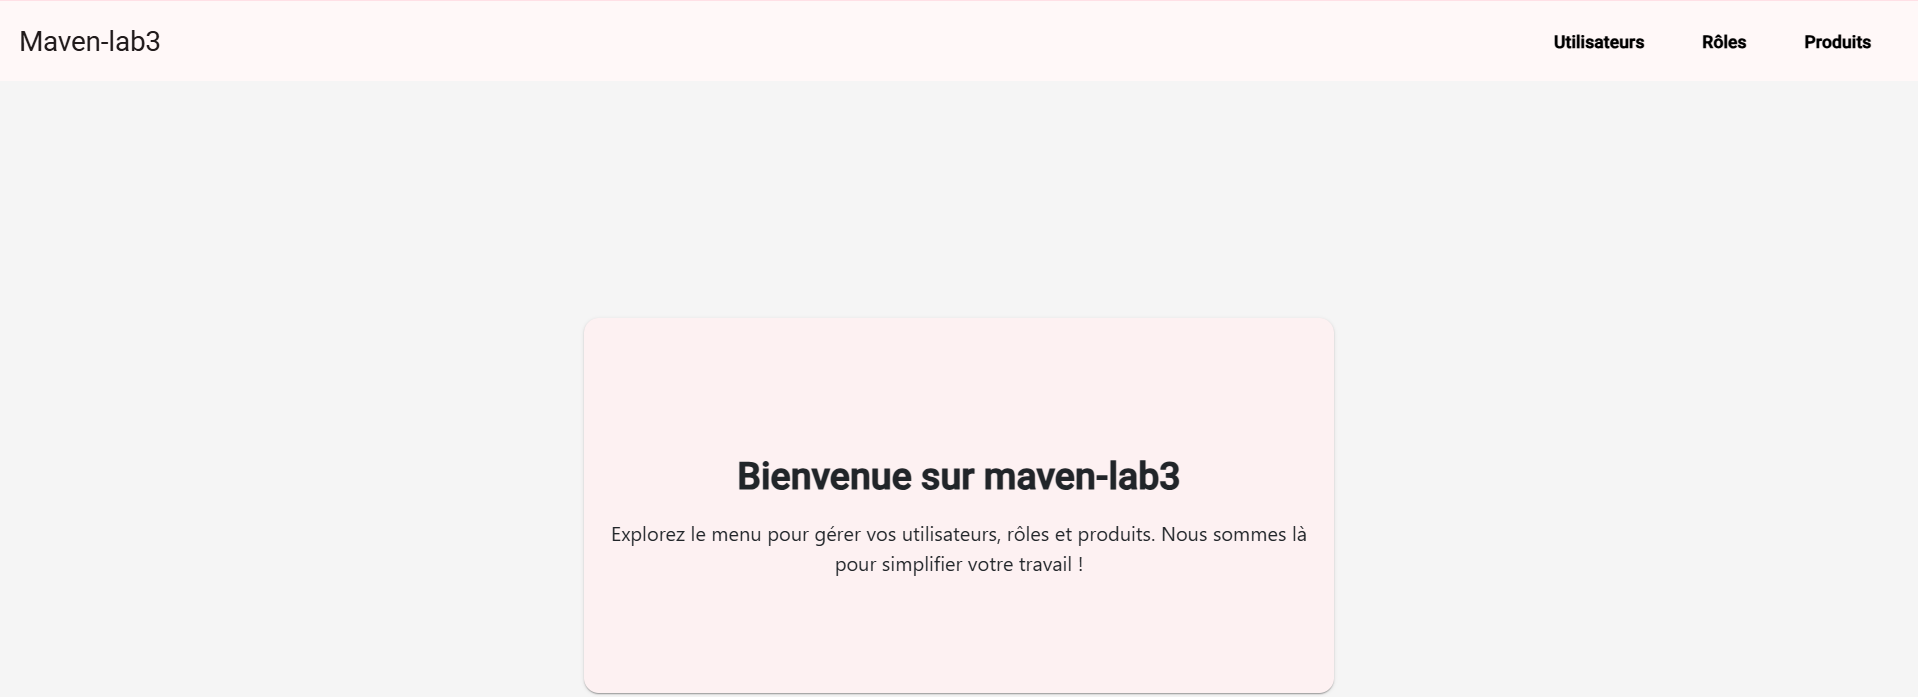 Maven-lab3
Utilisateurs
Rôles
Produits
Bienvenue sur maven-lab3
Explorez le menu pour gérer vos utilisateurs, rôles et produits. Nous sommes là
pour simplifier votre travail !